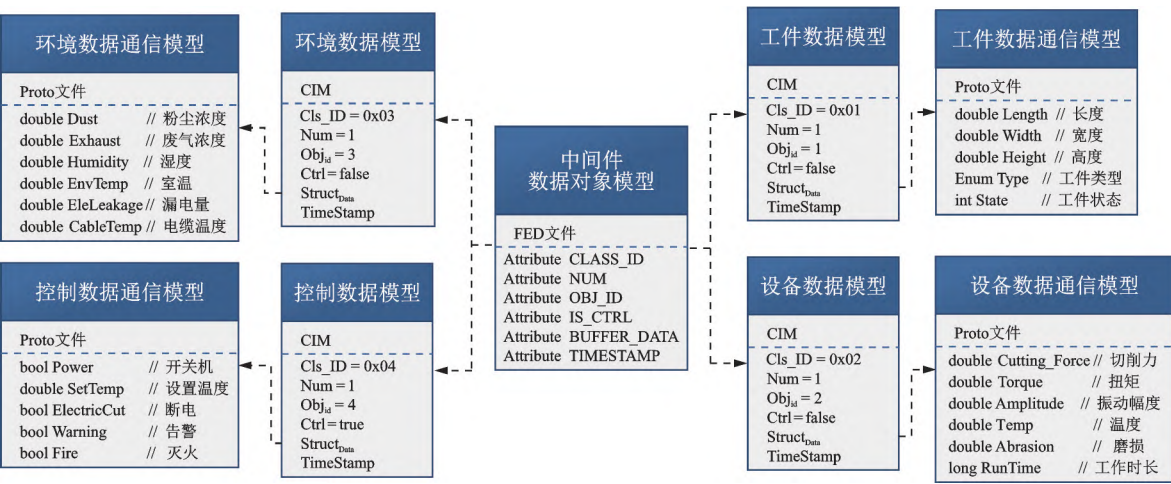 环境数据通信模型
Proto文件
double Dust // 粉尘浓度
double Exhaust // 废气浓度
double Humidity // 湿度
double EnvTemp // 室温
double EleLeakage// 漏电量
double CableTemp // 电缆温度
环境数据模型
CIM
Cls_ID = 0x03
Num = 1
Obj_id = 3
Ctrl = false
Struct_Data
TimeStamp
控制数据通信模型
Proto文件
bool Power // 开关机
double SetTemp // 设置温度
bool ElectricCut // 断电
bool Warning // 告警
bool Fire // 灭火
控制数据模型
CIM
Cls_ID = 0x04
Num = 1
Obj_id = 4
Ctrl = true
Struct_Data
TimeStamp
中间件
数据对象模型
FED文件
Attribute CLASS_ID
Attribute NUM
Attribute OBJ_ID
Attribute IS_CTRL
Attribute BUFFER_DATA
Attribute TIMESTAMP
工件数据模型
CIM
Cls_ID = 0x01
Num = 1
Obj_id = 1
Ctrl = false
Struct_Data
TimeStamp
工件数据通信模型
Proto文件
double Length // 长度
double Width // 宽度
double Height // 高度
Enum Type // 工件类型
int State // 工件状态
设备数据模型
CIM
Cls_ID = 0x02
Num = 1
Obj_id = 2
Ctrl = false
Struct_Data
TimeStamp
设备数据通信模型
Proto文件
double Cutting_Force// 切削力
double Torque // 扭矩
double Amplitude // 振动幅度
double Temp // 温度
double Abrasion // 磨损
long RunTime // 工作时长